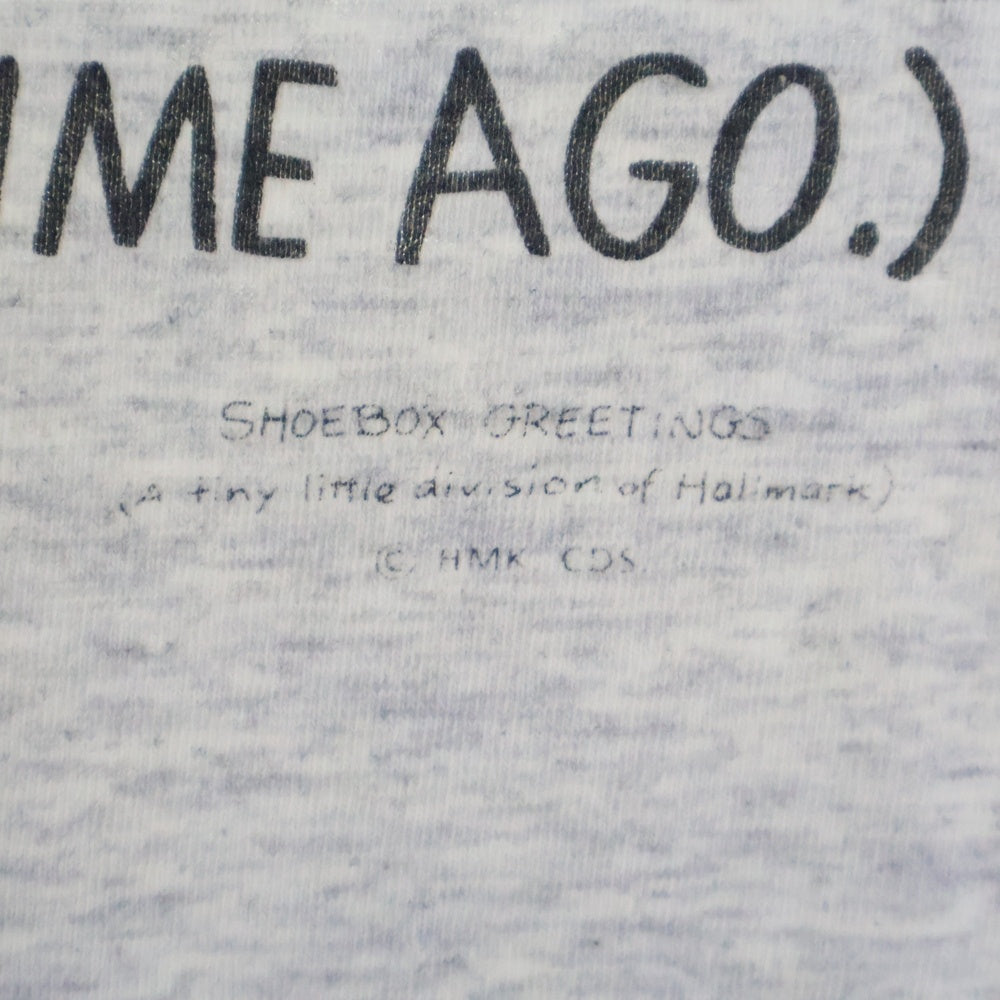 IME AGO.)
SHOEBOX GREETINGS
(A tiny little division of Hallmark)
© HMK. CDS.